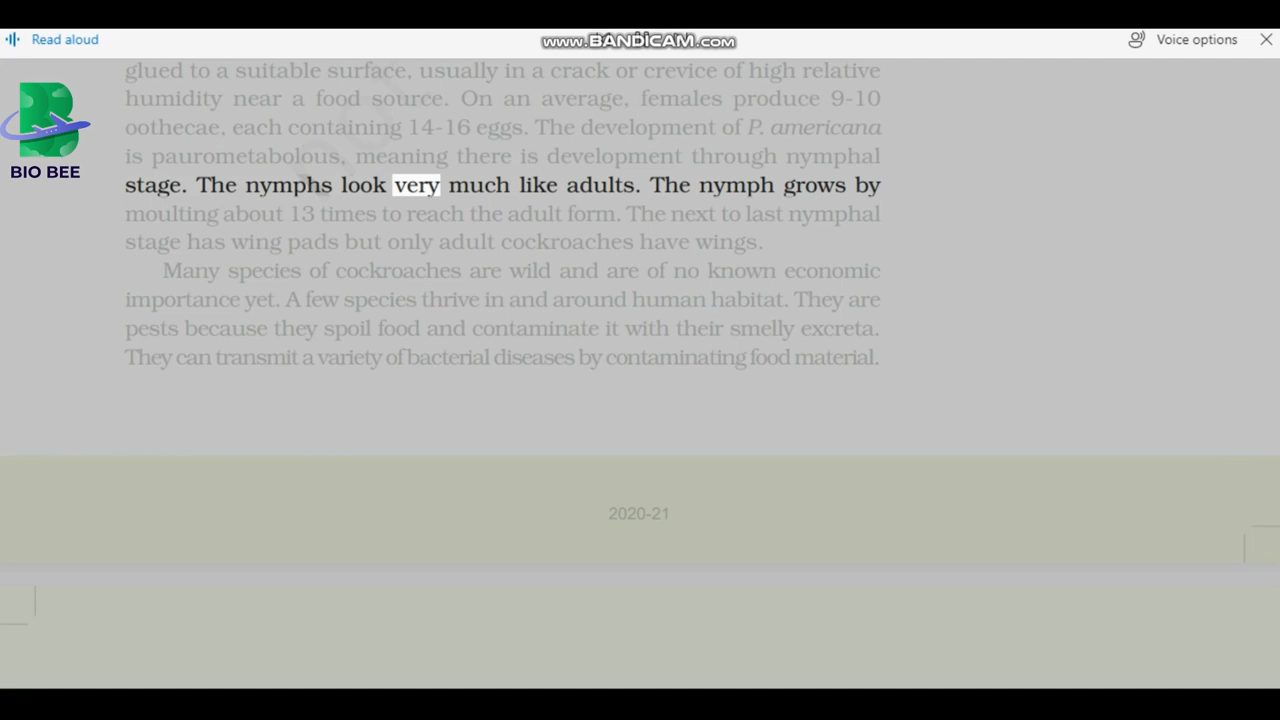 Read aloud
www.BANDICAM.com
Voice options
glued to a suitable surface, usually in a crack or crevice of high relative
humidity near a food source. On an average, females produce 9-10
oothecae, each containing 14-16 eggs. The development of P. americana
is paurometabolous, meaning there is development through nymphal
stage. The nymphs look very much like adults. The nymph grows by
moulting about 13 times to reach the adult form. The next to last nymphal
stage has wing pads but only adult cockroaches have wings.
Many species of cockroaches are wild and are of no known economic
importance yet. A few species thrive in and around human habitat. They are
pests because they spoil food and contaminate it with their smelly excreta.
They can transmit a variety of bacterial diseases by contaminating food material.
BIO BEE
2020-21